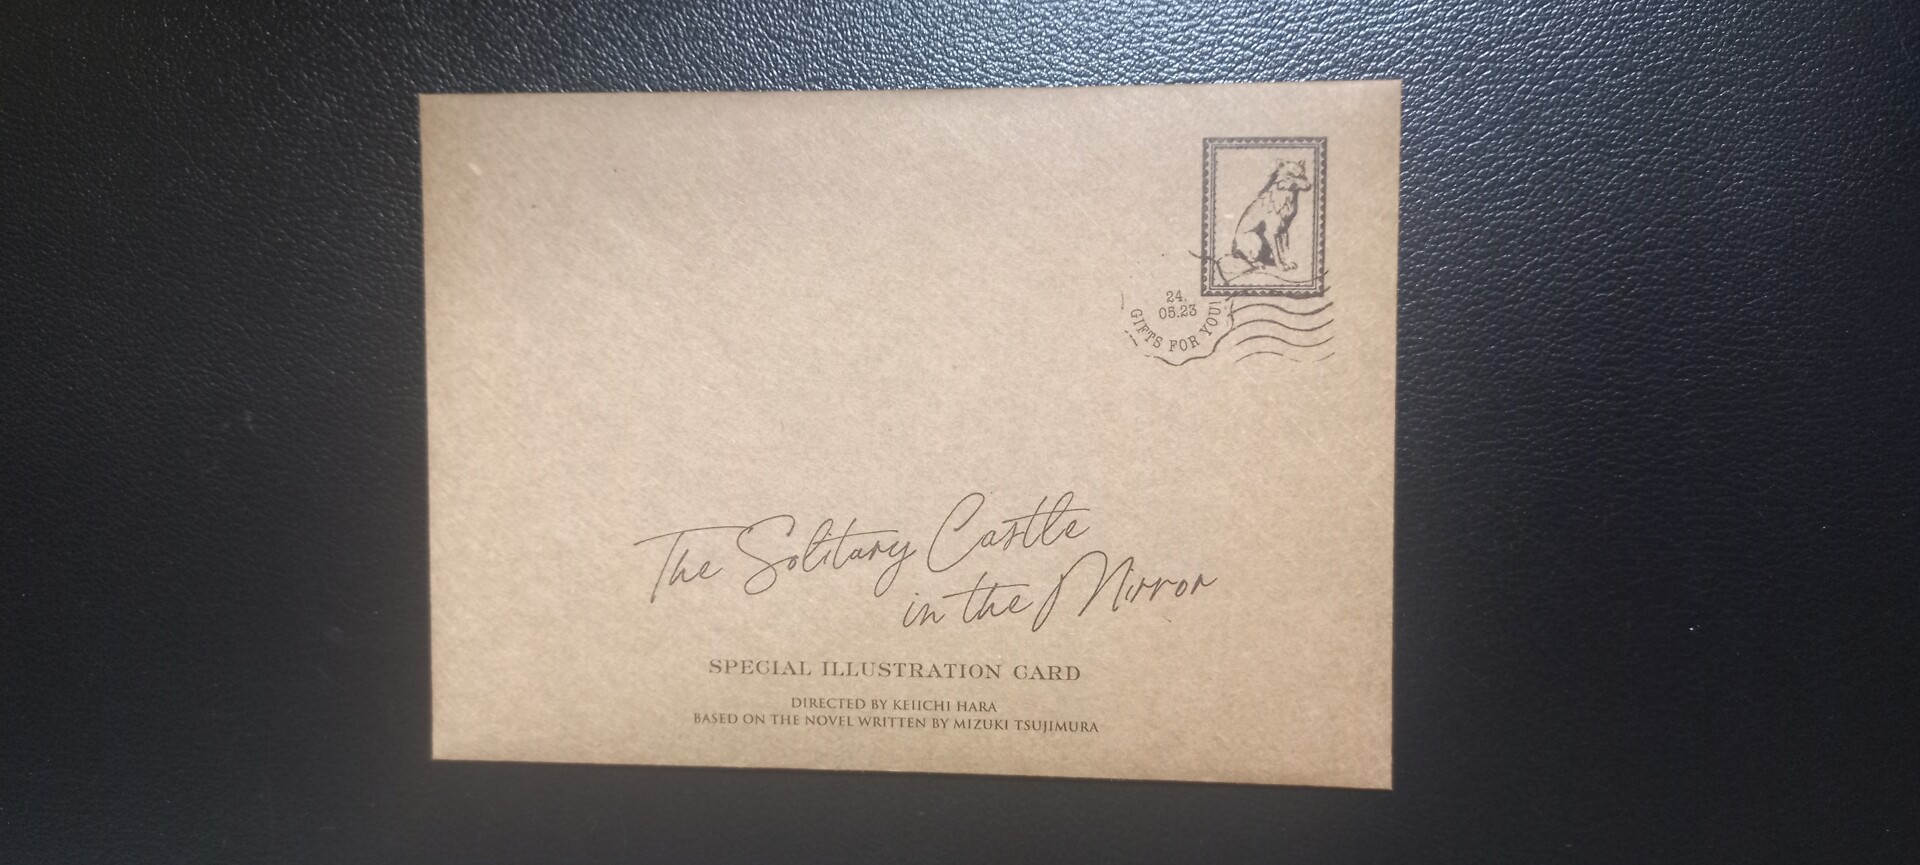 24.
05.23
GIFTS FOR YOU!
The Solitary Castle
in the Mirror
SPECIAL ILLUSTRATION CARD
DIRECTED BY KEIICHI HARA
BASED ON THE NOVEL WRITTEN BY MIZUKI TSUJIMURA